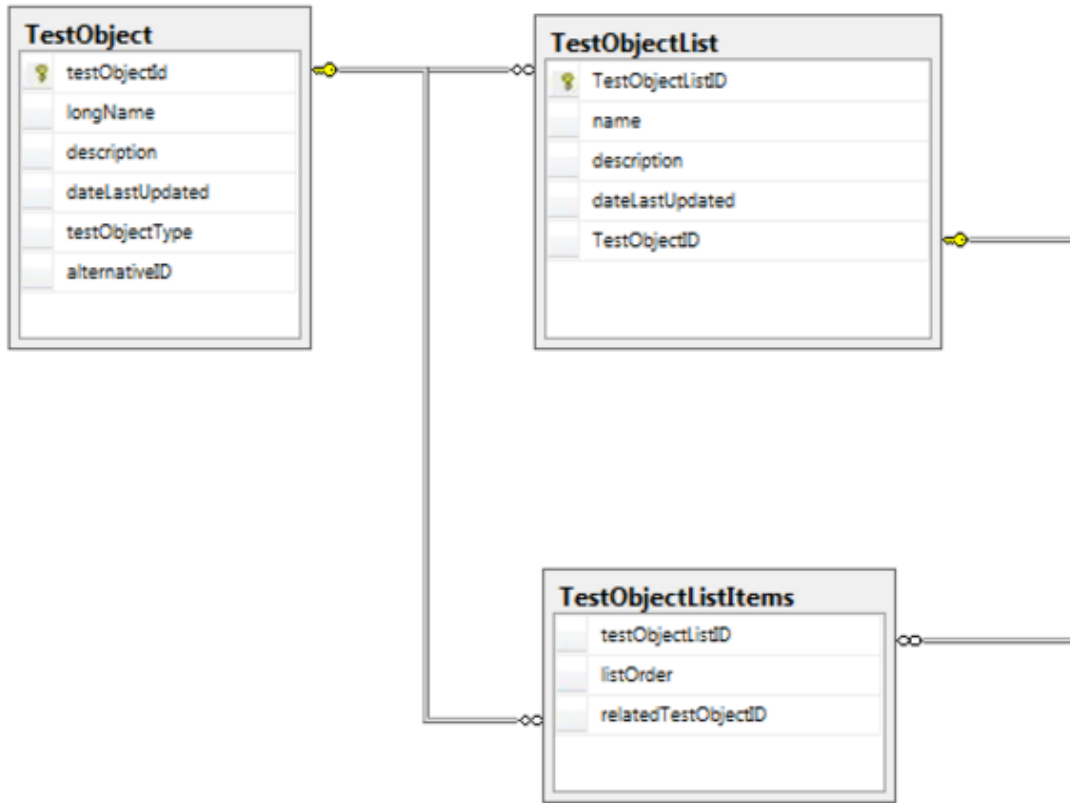 TestObject
testObjectId
longName
description
dateLastUpdated
testObjectType
alternativeID
TestObjectList
TestObjectListID
name
description
dateLastUpdated
TestObjectID
TestObjectListItems
testObjectListID
listOrder
relatedTestObjectID